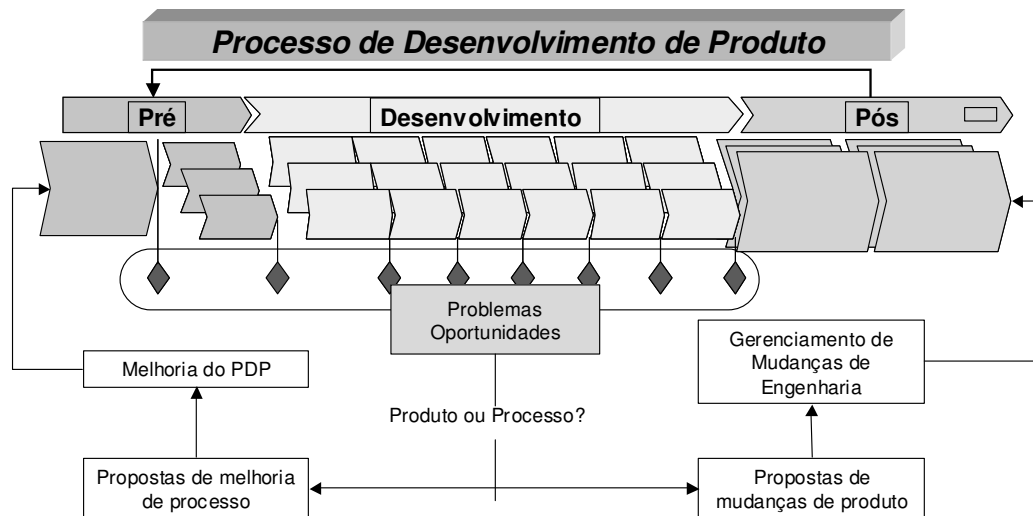 Processo de Desenvolvimento de Produto
Pré
Desenvolvimento
Pós
Problemas
Oportunidades
Melhoria do PDP
Gerenciamento de
Mudanças de
Engenharia
Produto ou Processo?
Propostas de melhoria
de processo
Propostas de
mudanças de produto